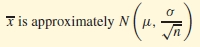 x̅ is approximately N(μ, σ/√n)